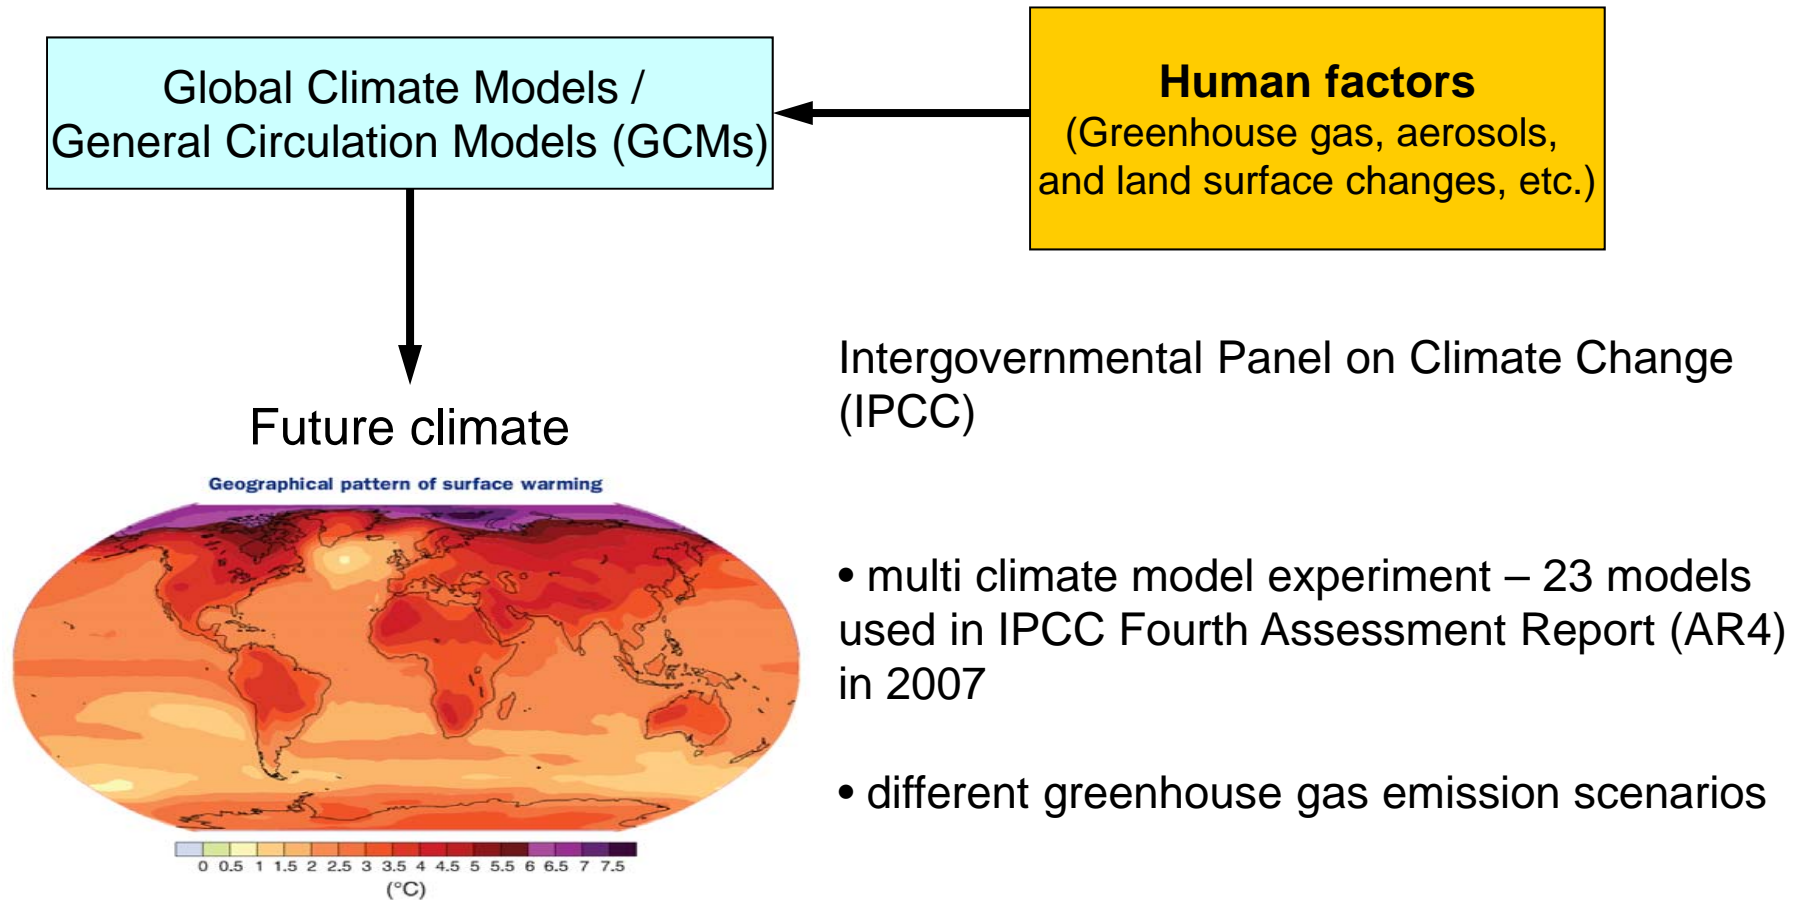 Global Climate Models /
General Circulation Models (GCMs)
Human factors
(Greenhouse gas, aerosols,
and land surface changes, etc.)
Future climate
Geographical pattern of surface warming
0 0.5 1 1.5 2 2.5 3 3.5 4 4.5 5 5.5 6 6.5 7 7.5
(°C)
Intergovernmental Panel on Climate Change
(IPCC)
• multi climate model experiment – 23 models
used in IPCC Fourth Assessment Report (AR4)
in 2007
• different greenhouse gas emission scenarios